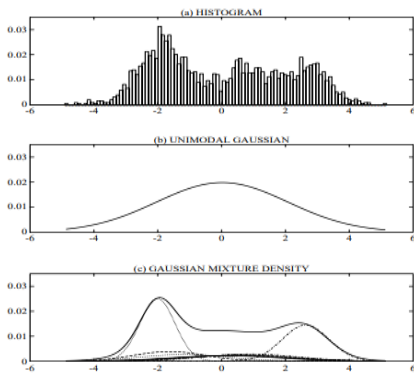 (a) HISTOGRAM
0.03
0.02
0.01
0
-6 -4 -2 0 2 4 6
(b) UNIMODAL GAUSSIAN
0.03
0.02
0.01
0
-6 -4 -2 0 2 4 6
(c) GAUSSIAN MIXTURE DENSITY
0.03
0.02
0.01
0
-6 -4 -2 0 2 4 6